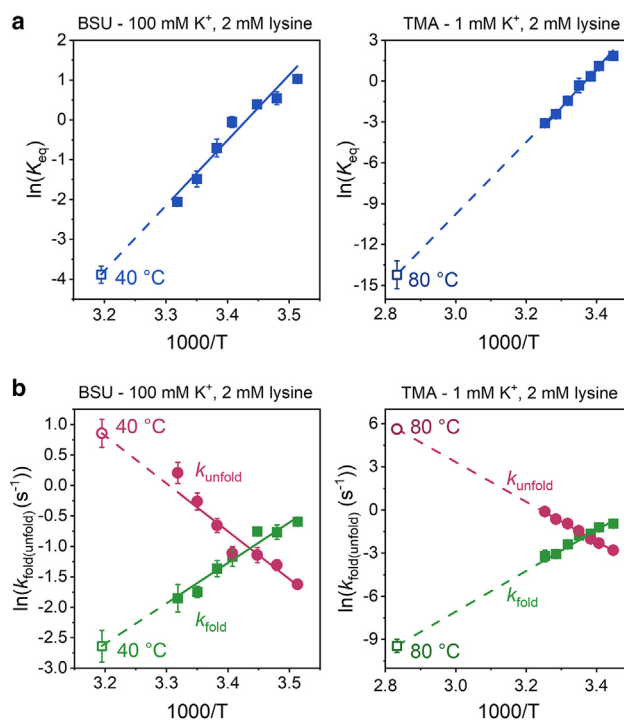 a
BSU - 100 mM K⁺, 2 mM lysine
TMA - 1 mM K⁺, 2 mM lysine
ln(Keq)
2
1
0
-1
-2
-3
-4
40 °C
3.2
3.3
3.4
3.5
1000/T
ln(Keq)
3
0
-3
-6
-9
-12
-15
80 °C
2.8
3.0
3.2
3.4
1000/T
b
BSU - 100 mM K⁺, 2 mM lysine
TMA - 1 mM K⁺, 2 mM lysine
ln(kfold(unfold) (s⁻¹))
1.0
0.5
0.0
-0.5
-1.0
-1.5
-2.0
-2.5
-3.0
40 °C
kunfold
kfold
40 °C
3.2
3.3
3.4
3.5
1000/T
ln(kfold(unfold) (s⁻¹))
6
3
0
-3
-6
-9
80 °C
kunfold
kfold
80 °C
2.8
3.0
3.2
3.4
1000/T